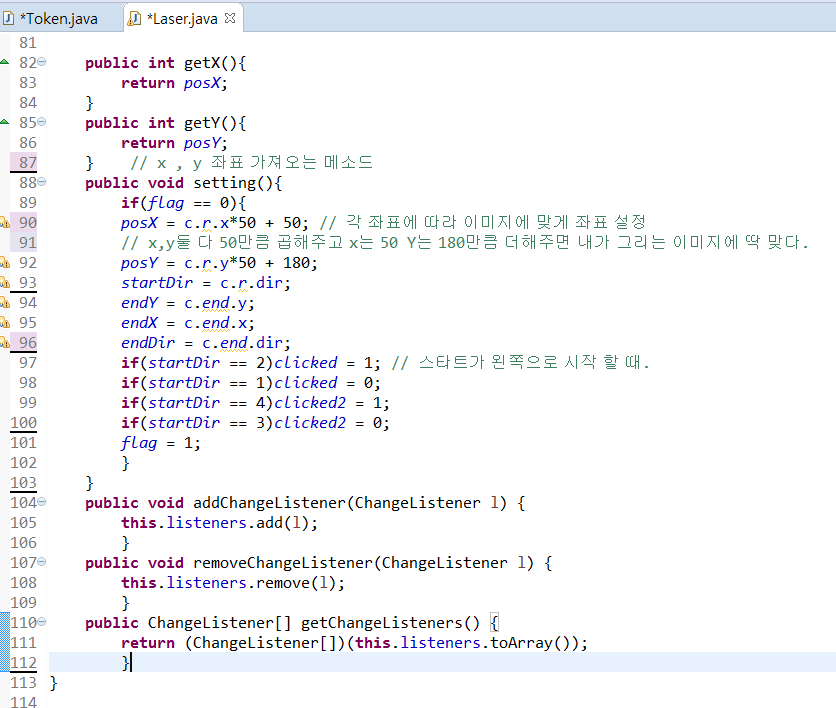 *Token.java *Laser.java
81
82 public int getX(){
83 return posX;
84 }
85 public int getY(){
86 return posY;
87 } // x , y 좌표 가져오는 메소드
88 public void setting(){
89 if(flag == 0){
90 posX = c.r.x*50 + 50; // 각 좌표에 따라 이미지에 맞게 좌표 설정
91 // x,y둘 다 50만큼 곱해주고 x는 50 Y는 180만큼 더해주면 내가 그리는 이미지에 딱 맞다.
92 posY = c.r.y*50 + 180;
93 startDir = c.r.dir;
94 endY = c.end.y;
95 endX = c.end.x;
96 endDir = c.end.dir;
97 if(startDir == 2)clicked = 1; // 스타트가 왼쪽으로 시작 할 때.
98 if(startDir == 1)clicked = 0;
99 if(startDir == 4)clicked2 = 1;
100 if(startDir == 3)clicked2 = 0;
101 flag = 1;
102 }
103 }
104 public void addChangeListener(ChangeListener l) {
105 this.listeners.add(l);
106 }
107 public void removeChangeListener(ChangeListener l) {
108 this.listeners.remove(l);
109 }
110 public ChangeListener[] getChangeListeners() {
111 return (ChangeListener[])(this.listeners.toArray());
112 }
113 }
114